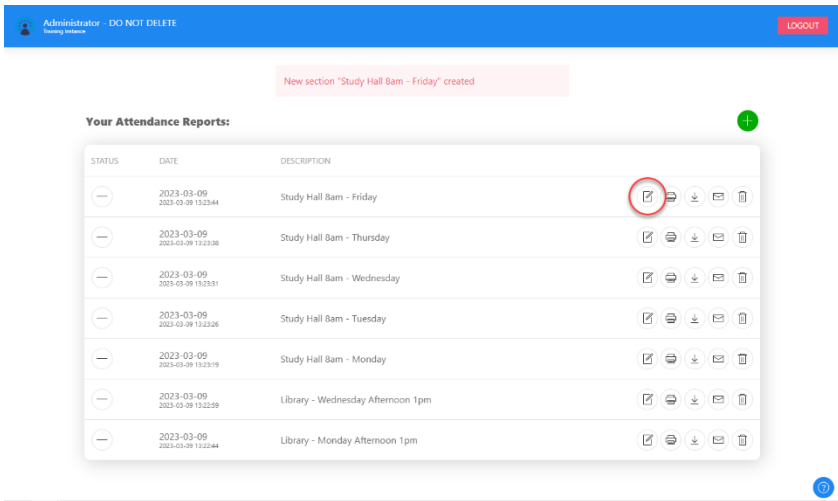 Administrator - DO NOT DELETE
Training Instance
LOGOUT
New section "Study Hall 8am - Friday" created
Your Attendance Reports:
STATUS DATE DESCRIPTION
2023-03-09
2023-03-09 13:23:44
Study Hall 8am - Friday
2023-03-09
2023-03-09 13:23:38
Study Hall 8am - Thursday
2023-03-09
2023-03-09 13:23:31
Study Hall 8am - Wednesday
2023-03-09
2023-03-09 13:23:26
Study Hall 8am - Tuesday
2023-03-09
2023-03-09 13:23:19
Study Hall 8am - Monday
2023-03-09
2023-03-09 13:22:59
Library - Wednesday Afternoon 1pm
2023-03-09
2023-03-09 13:22:44
Library - Monday Afternoon 1pm